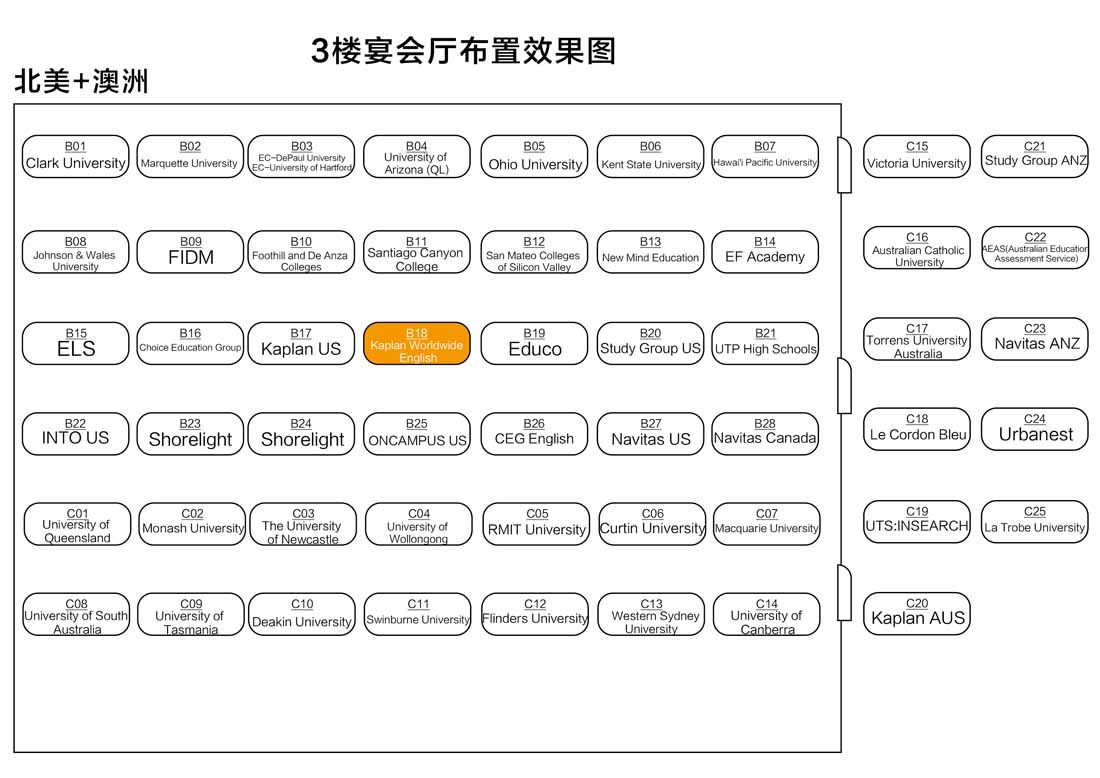 3楼宴会厅布置效果图
北美+澳洲
B01
Clark University
B02
Marquette University
B03
EC-DePaul University
EC-University of Hartford
B04
University of
Arizona (QL)
B05
Ohio University
B06
Kent State University
B07
Hawai'i Pacific University
C15
Victoria University
C21
Study Group ANZ
B08
Johnson & Wales
University
B09
FIDM
B10
Foothill and De Anza
Colleges
B11
Santiago Canyon
College
B12
San Mateo Colleges
of Silicon Valley
B13
New Mind Education
B14
EF Academy
C16
Australian Catholic
University
C22
AEAS(Australian Education
Assessment Service)
B15
ELS
B16
Choice Education Group
B17
Kaplan US
B18
Kaplan Worldwide
English
B19
Educo
B20
Study Group US
B21
UTP High Schools
C17
Torrens University
Australia
C23
Navitas ANZ
B22
INTO US
B23
Shorelight
B24
Shorelight
B25
ONCAMPUS US
B26
CEG English
B27
Navitas US
B28
Navitas Canada
C18
Le Cordon Bleu
C24
Urbanest
C01
University of
Queensland
C02
Monash University
C03
The University
of Newcastle
C04
University of
Wollongong
C05
RMIT University
C06
Curtin University
C07
Macquarie University
C19
UTS:INSEARCH
C25
La Trobe University
C08
University of South
Australia
C09
University of
Tasmania
C10
Deakin University
C11
Swinburne University
C12
Flinders University
C13
Western Sydney
University
C14
University of
Canberra
C20
Kaplan AUS